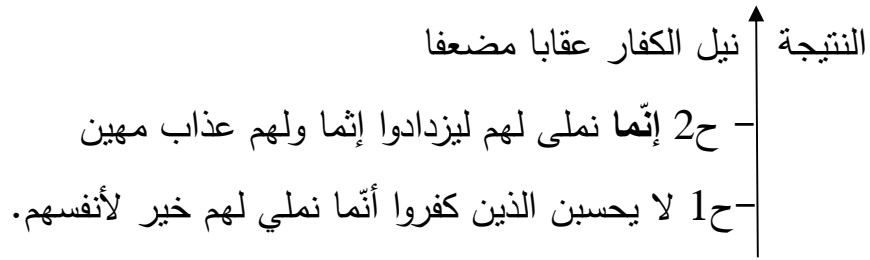 النتيجة نيل الكفار عقابا مضعفا
- ح2 إنّما نملى لهم ليزدادوا إثما ولهم عذاب مهين
-ح1 لا يحسبن الذين كفروا أنّما نملي لهم خير لأنفسهم.